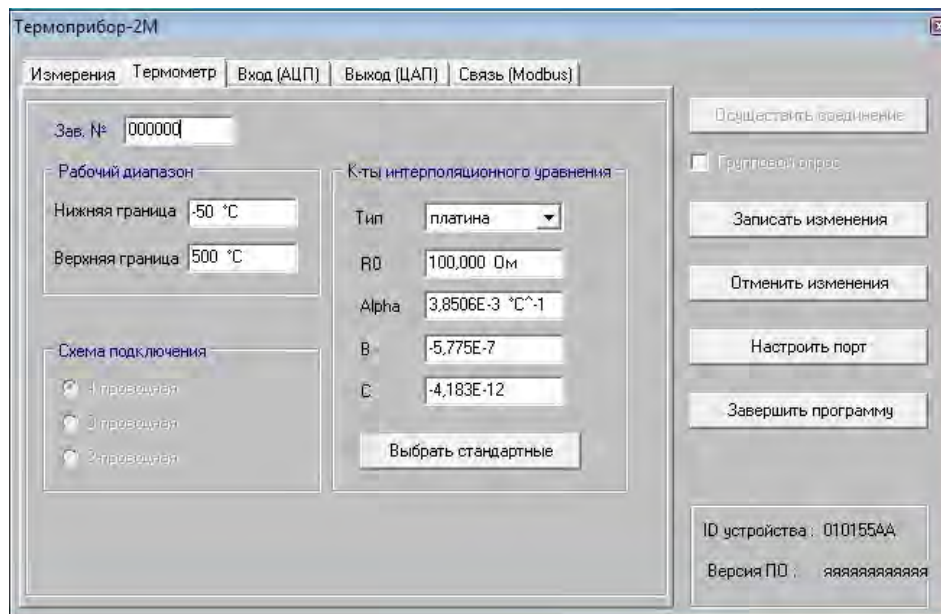 Термоприбор-2М
Измерения Термометр Вход (АЦП) Выход (ЦАП) Связь (Modbus)
Зав. № 000000
Рабочий диапазон
Нижняя граница -50 °C
Верхняя граница 500 °C
Схема подключения
4-проводная
3-проводная
2-проводная
К-ты интерполяционного уравнения
Тип платина
R0 100,000 Ом
Alpha 3,8506E-3 °C^-1
B -5,775E-7
C -4,183E-12
Выбрать стандартные
Осуществить соединение
Групповой опрос
Записать изменения
Отменить изменения
Настроить порт
Завершить программу
ID устройства : 010155AA
Версия ПО : яяяяяяяяяяяя